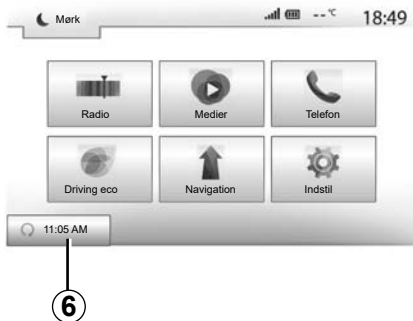 Mørk
--°C
18:49
Radio
Medier
Telefon
Driving eco
Navigation
Indstil
11:05 AM
6